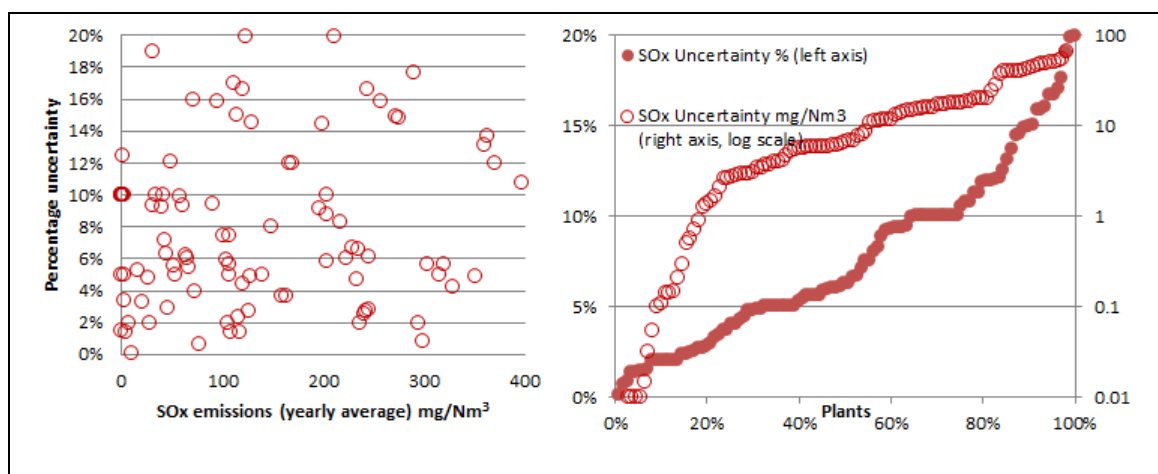 20%
18%
16%
14%
12%
10%
8%
6%
4%
2%
0%
Percentage uncertainty
0 100 200 300 400
SOx emissions (yearly average) mg/Nm³
20%
15%
10%
5%
0%
SOx Uncertainty % (left axis)
SOx Uncertainty mg/Nm3
(right axis, log scale)
100
10
1
0.1
0.01
Plants
0% 20% 40% 60% 80% 100%